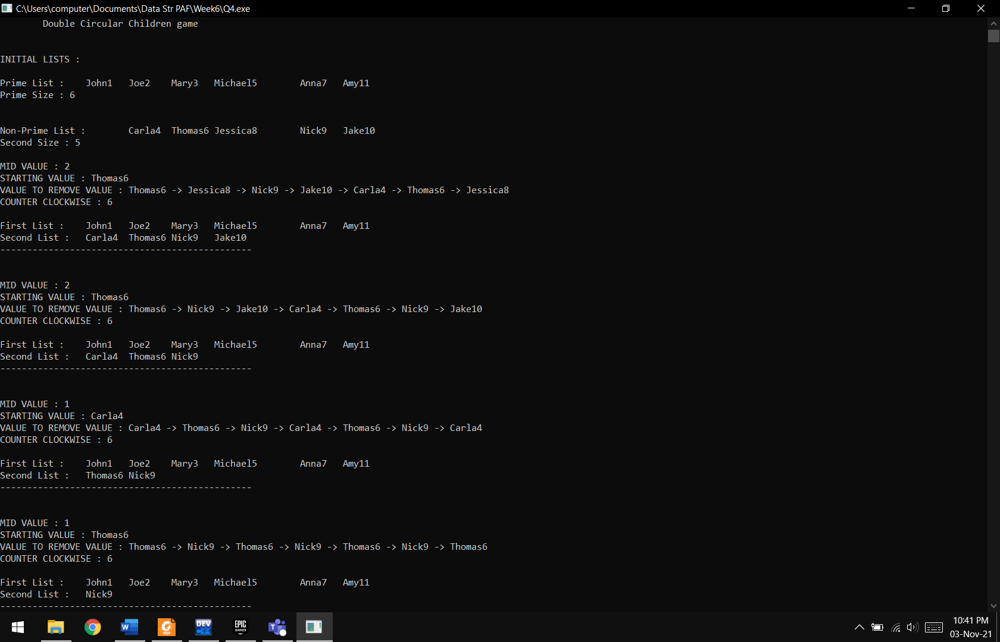 C:\Users\computer\Documents\Data Str PAF\Week6\Q4.exe
Double Circular Children game
INITIAL LISTS :
Prime List :    John1   Joe2    Mary3   Michael5        Anna7   Amy11
Prime Size : 6
Non-Prime List :        Carla4  Thomas6 Jessica8        Nick9   Jake10
Second Size : 5
MID VALUE : 2
STARTING VALUE : Thomas6
VALUE TO REMOVE VALUE : Thomas6 -> Jessica8 -> Nick9 -> Jake10 -> Carla4 -> Thomas6 -> Jessica8
COUNTER CLOCKWISE : 6
First List :    John1   Joe2    Mary3   Michael5        Anna7   Amy11
Second List :   Carla4  Thomas6 Nick9   Jake10
-----------------------------------------------
MID VALUE : 2
STARTING VALUE : Thomas6
VALUE TO REMOVE VALUE : Thomas6 -> Nick9 -> Jake10 -> Carla4 -> Thomas6 -> Nick9 -> Jake10
COUNTER CLOCKWISE : 6
First List :    John1   Joe2    Mary3   Michael5        Anna7   Amy11
Second List :   Carla4  Thomas6 Nick9
-----------------------------------------------
MID VALUE : 1
STARTING VALUE : Carla4
VALUE TO REMOVE VALUE : Carla4 -> Thomas6 -> Nick9 -> Carla4 -> Thomas6 -> Nick9 -> Carla4
COUNTER CLOCKWISE : 6
First List :    John1   Joe2    Mary3   Michael5        Anna7   Amy11
Second List :   Thomas6 Nick9
-----------------------------------------------
MID VALUE : 1
STARTING VALUE : Thomas6
VALUE TO REMOVE VALUE : Thomas6 -> Nick9 -> Thomas6 -> Nick9 -> Thomas6 -> Nick9 -> Thomas6
COUNTER CLOCKWISE : 6
First List :    John1   Joe2    Mary3   Michael5        Anna7   Amy11
Second List :   Nick9
-----------------------------------------------
W
PDF
DEV C++
EPIC GAMES
T
10:41 PM
03-Nov-21